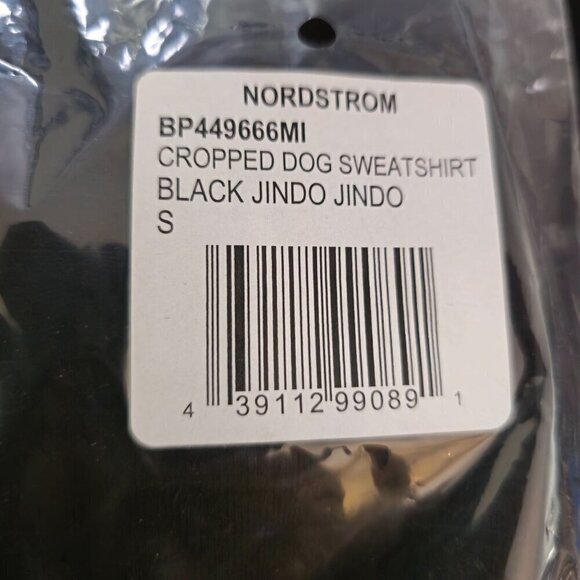 NORDSTROM
BP449666MI
CROPPED DOG SWEATSHIRT
BLACK JINDO JINDO
S
4 39112 99089 1